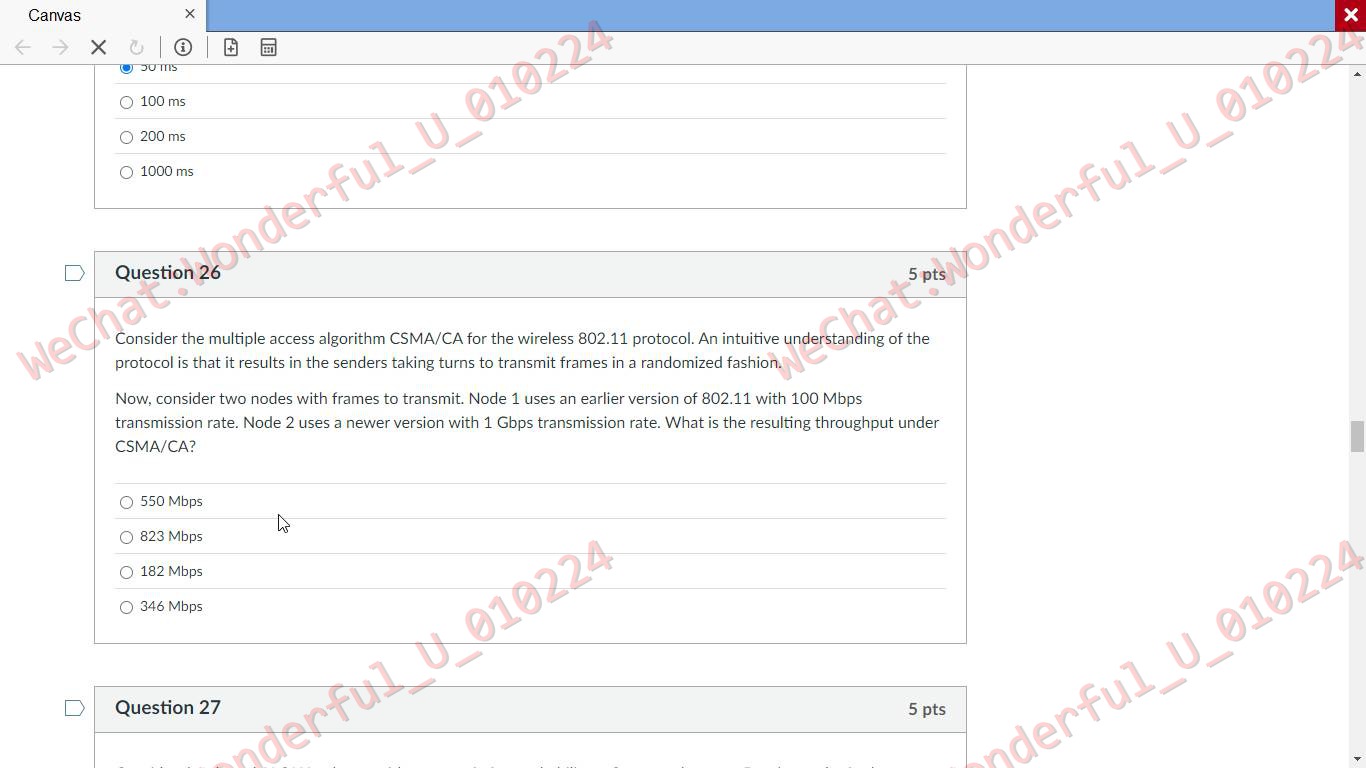 Canvas
50 ms
100 ms
200 ms
1000 ms
Question 26
5 pts
Consider the multiple access algorithm CSMA/CA for the wireless 802.11 protocol. An intuitive understanding of the
protocol is that it results in the senders taking turns to transmit frames in a randomized fashion.
Now, consider two nodes with frames to transmit. Node 1 uses an earlier version of 802.11 with 100 Mbps
transmission rate. Node 2 uses a newer version with 1 Gbps transmission rate. What is the resulting throughput under
CSMA/CA?
550 Mbps
823 Mbps
182 Mbps
346 Mbps
Question 27
5 pts
WeChat:Wonderful_U_010224
WeChat:Wonderful_U_010224
Wonderful_U_010224
Wonderful_U_010224